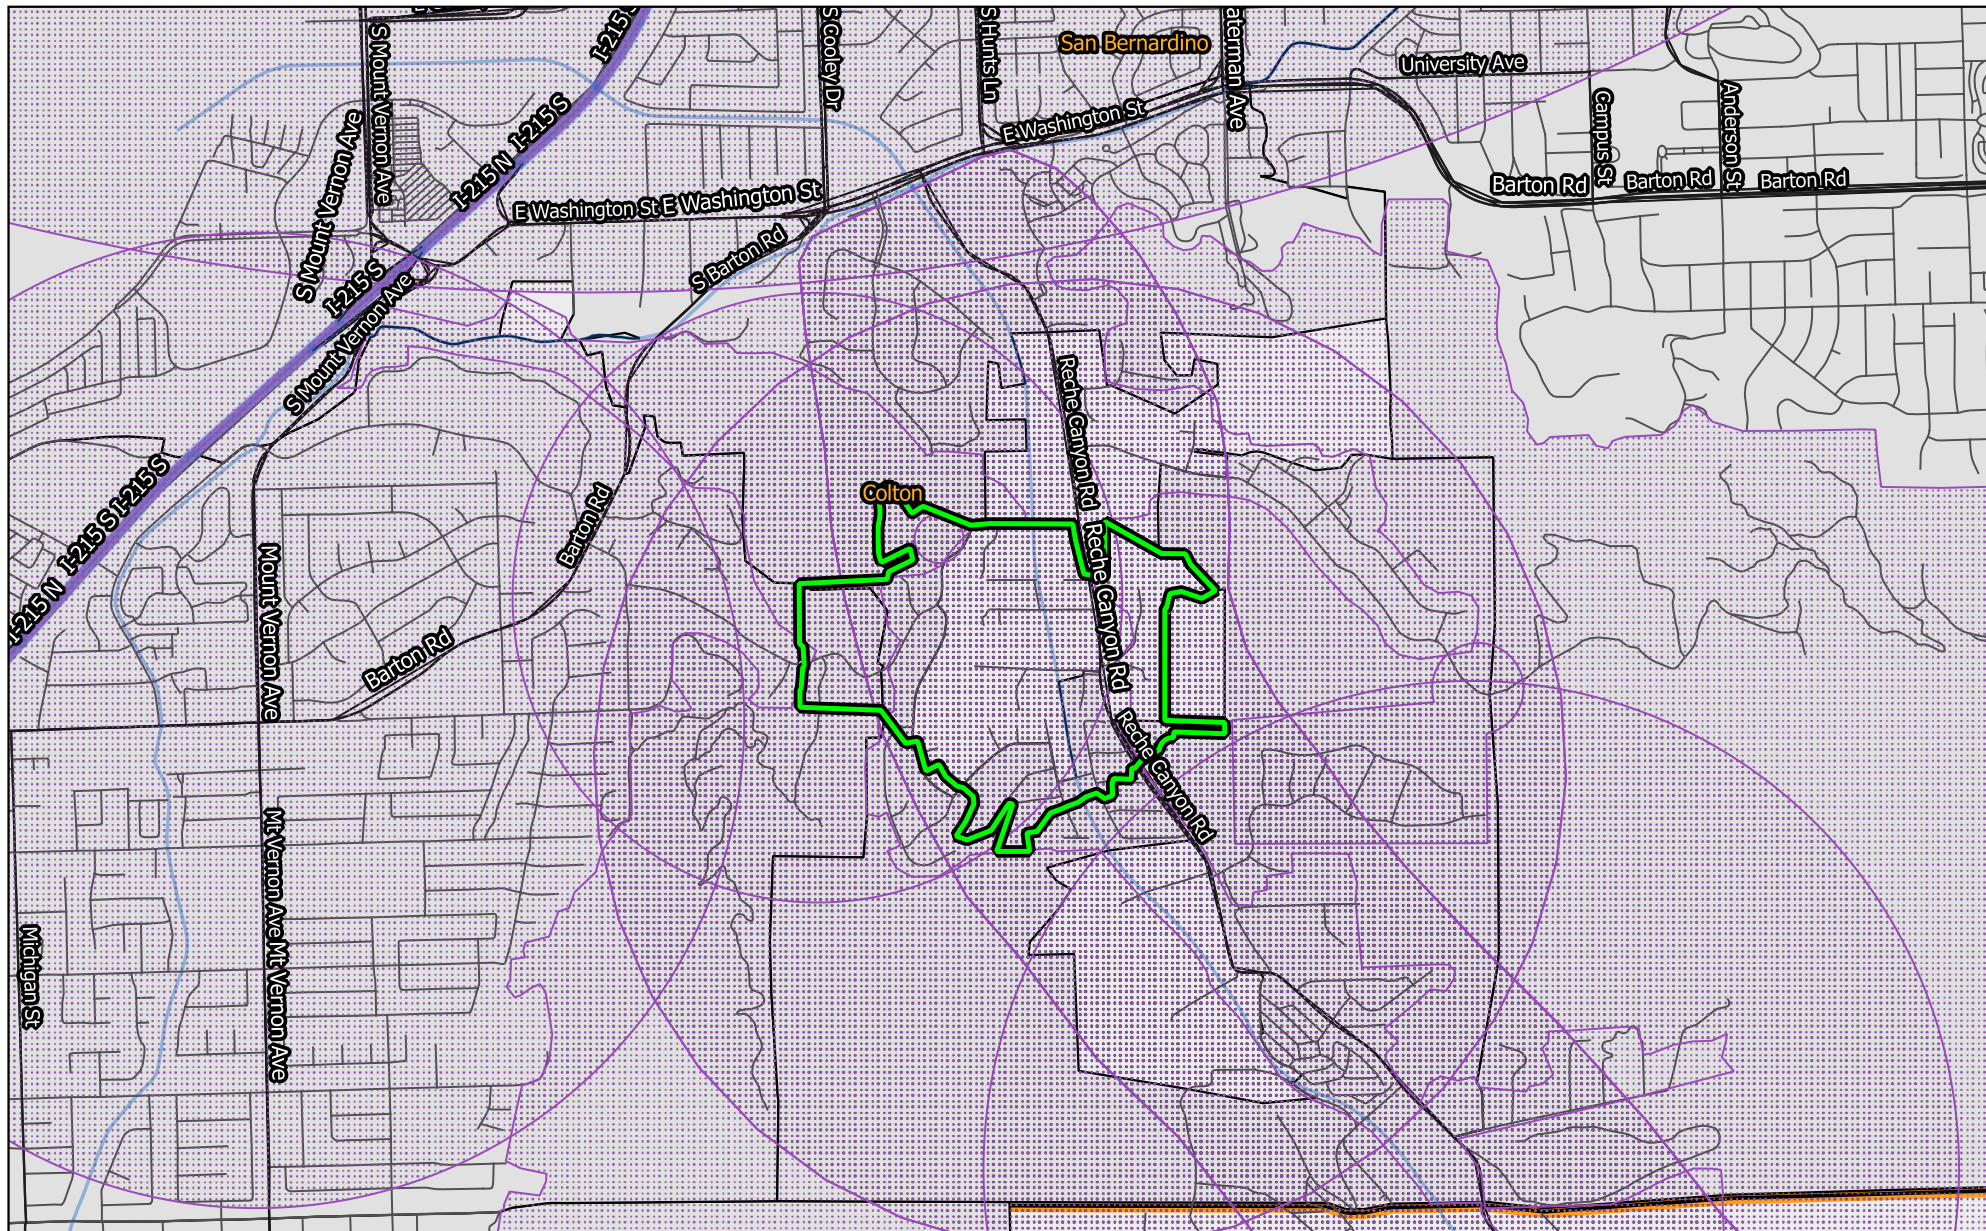 S Mount Vernon Ave
I-215 S
S Cooley Dr
S Hunts Ln
San Bernardino
aterman Ave
University Ave
S Mount Vernon Ave
I-215 N
I-215 S
E Washington St
Campus St
Anderson St
E Washington St
E Washington St
Barton Rd
Barton Rd
Barton Rd
I-215 S
S Mount Vernon Ave
S Barton Rd
Reche Canyon Rd
Colton
I-215 S
I-215 S
Barton Rd
Reche Canyon Rd
I-215 N
Mount Vernon Ave
Barton Rd
Reche Canyon Rd
Mt Vernon Ave
Mt Vernon Ave
Michigan St